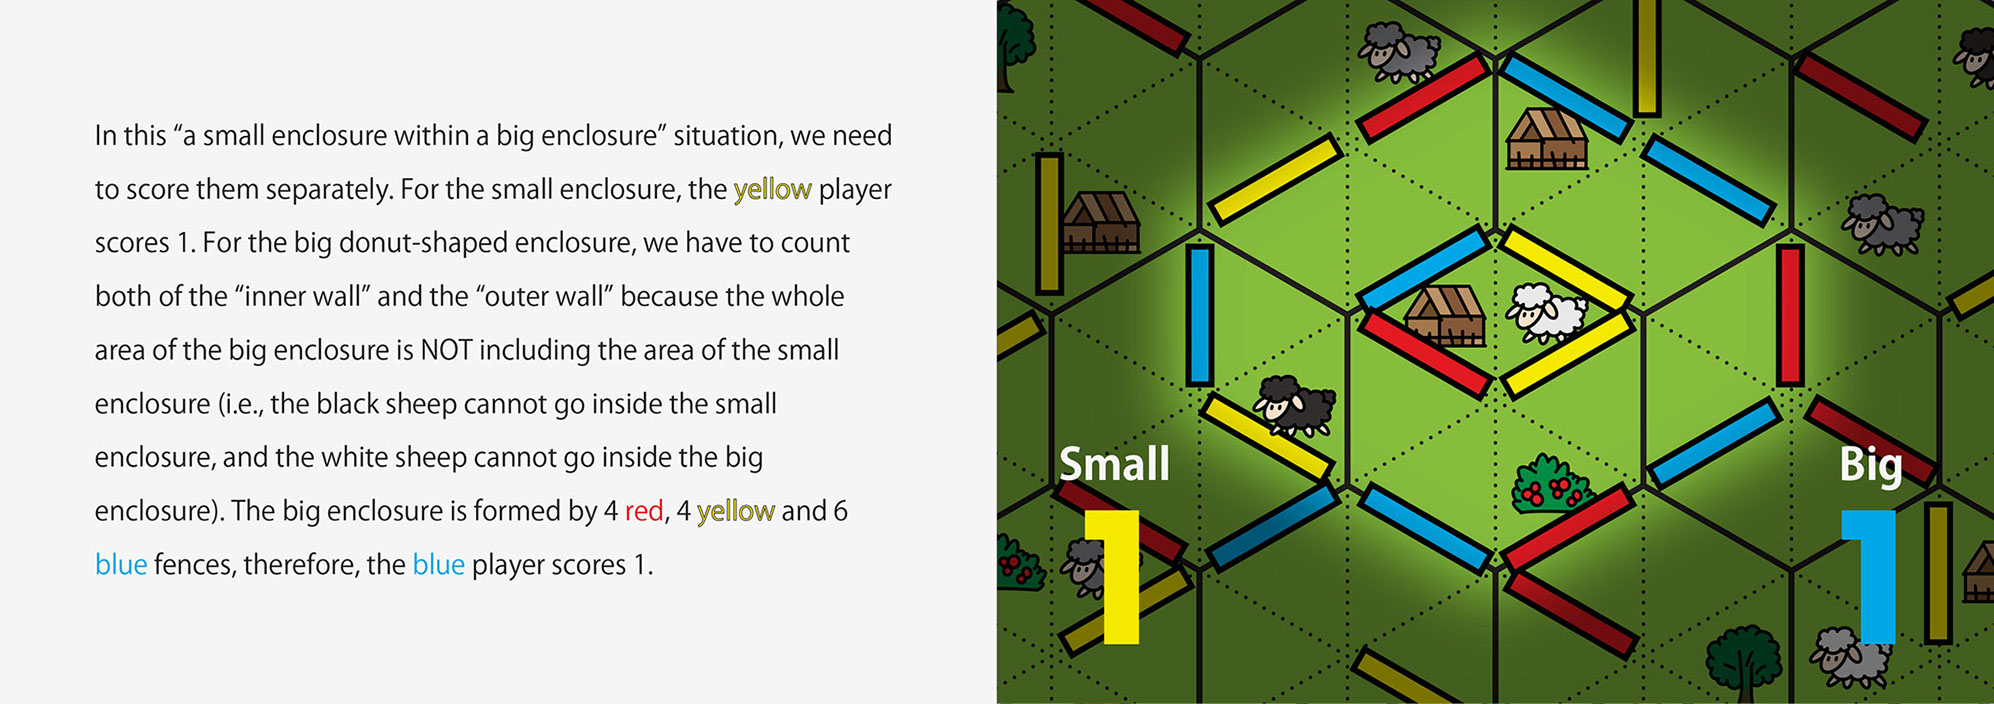 In this “a small enclosure within a big enclosure” situation, we need
to score them separately. For the small enclosure, the yellow player
scores 1. For the big donut-shaped enclosure, we have to count
both of the “inner wall” and the “outer wall” because the whole
area of the big enclosure is NOT including the area of the small
enclosure (i.e., the black sheep cannot go inside the small
enclosure, and the white sheep cannot go inside the big
enclosure). The big enclosure is formed by 4 red, 4 yellow and 6
blue fences, therefore, the blue player scores 1.
Small
1
Big
1